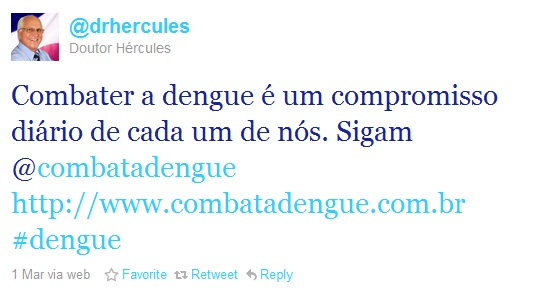 @drhercules
Doutor Hércules
Combater a dengue é um compromisso
diário de cada um de nós. Sigam
@combatadengue
http://www.combatadengue.com.br
#dengue
1 Mar via web Favorite Retweet Reply